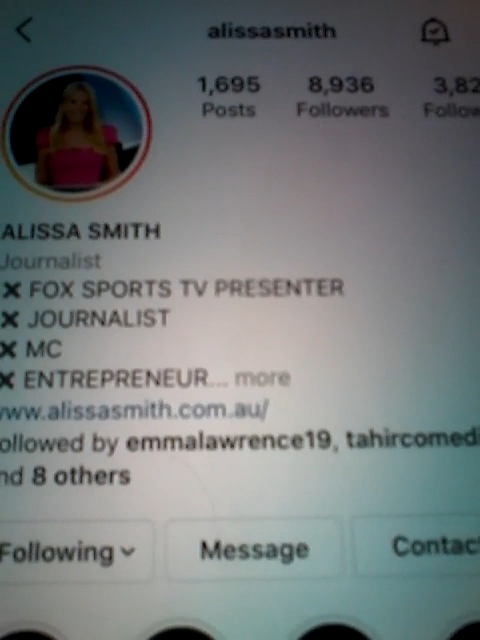 alissasmith
1,695 8,936 3,82
Posts Followers Follow
ALISSA SMITH
Journalist
X FOX SPORTS TV PRESENTER
X JOURNALIST
X MC
X ENTREPRENEUR... more
www.alissasmith.com.au/
ollowed by emmalawrence19, tahircomedi
nd 8 others
Following Message Contac